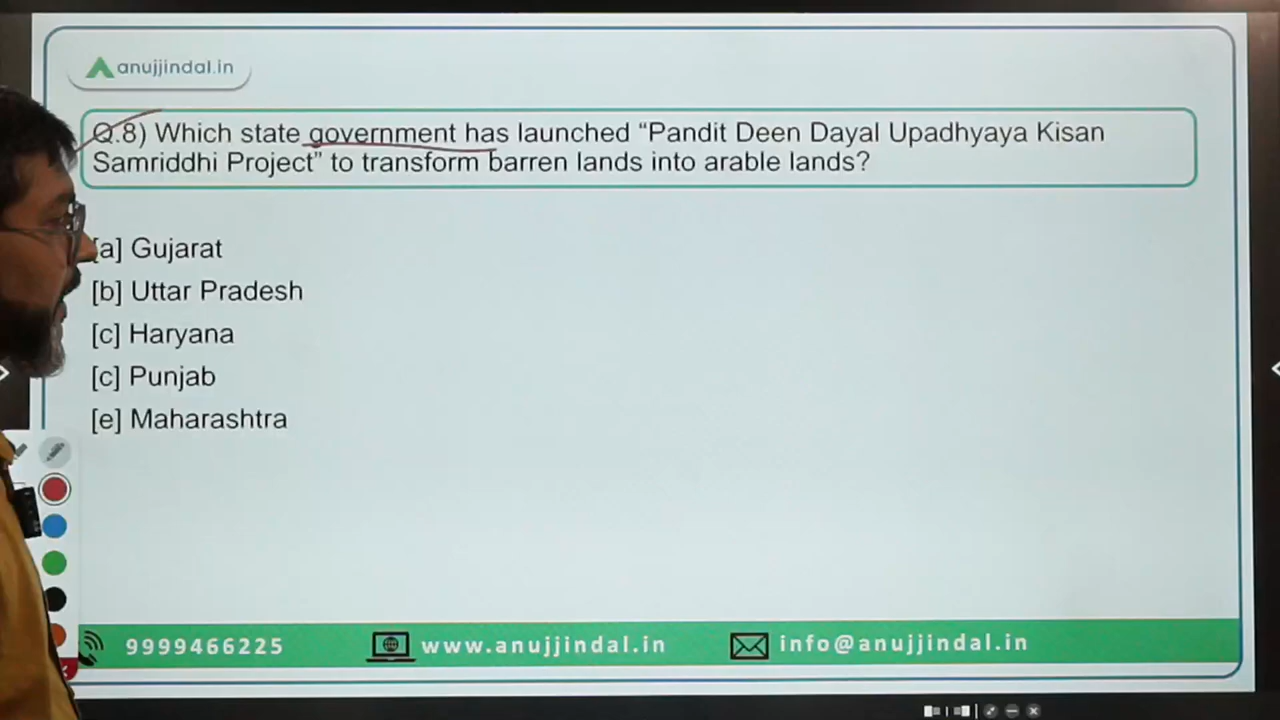 anujjindal.in
Q.8) Which state government has launched “Pandit Deen Dayal Upadhyaya Kisan
Samriddhi Project” to transform barren lands into arable lands?
[a] Gujarat
[b] Uttar Pradesh
[c] Haryana
[c] Punjab
[e] Maharashtra
9999466225 www.anujjindal.in info@anujjindal.in